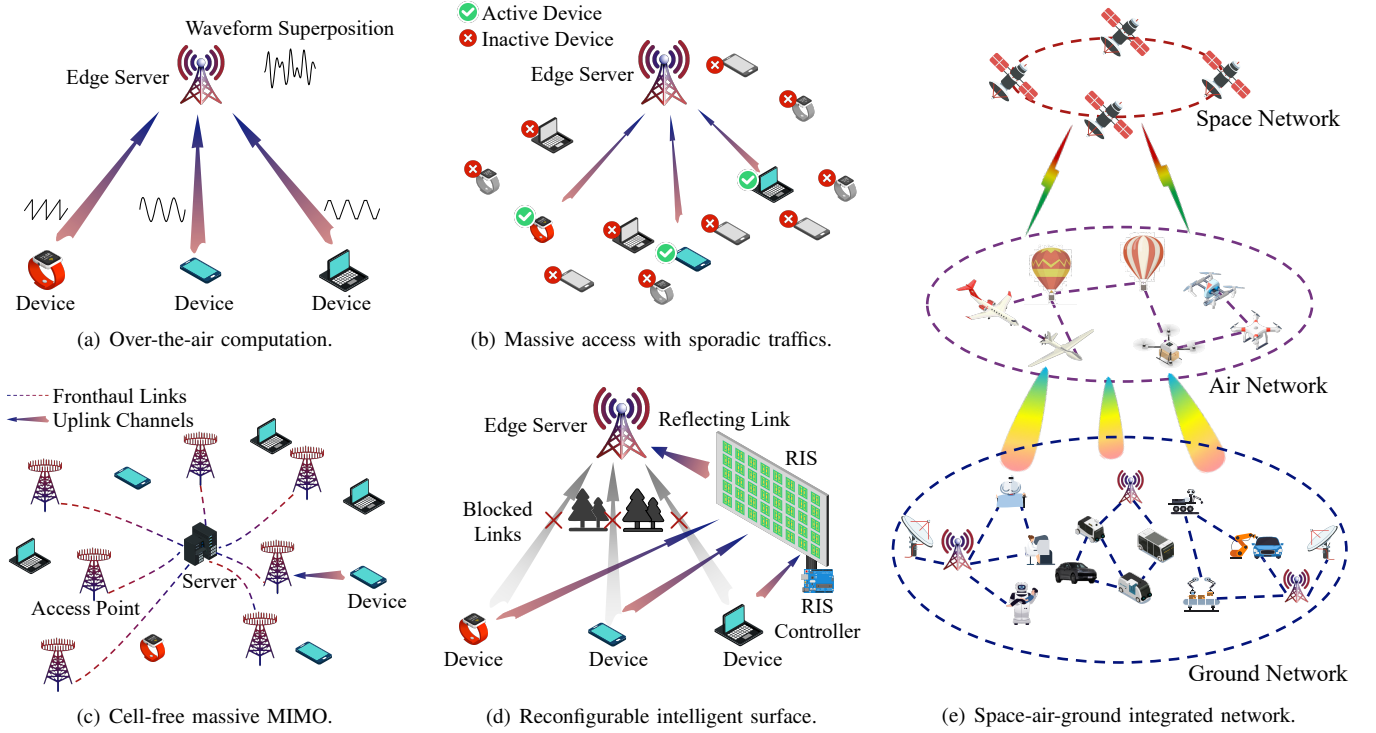 Waveform Superposition
Edge Server
Device
Device
Device
(a) Over-the-air computation.
Active Device
Inactive Device
Edge Server
(b) Massive access with sporadic traffics.
Fronthaul Links
Uplink Channels
Server
Access Point
Device
(c) Cell-free massive MIMO.
Edge Server
Reflecting Link
RIS
Blocked
Links
RIS
Controller
Device
Device
Device
(d) Reconfigurable intelligent surface.
Space Network
Air Network
Ground Network
(e) Space-air-ground integrated network.